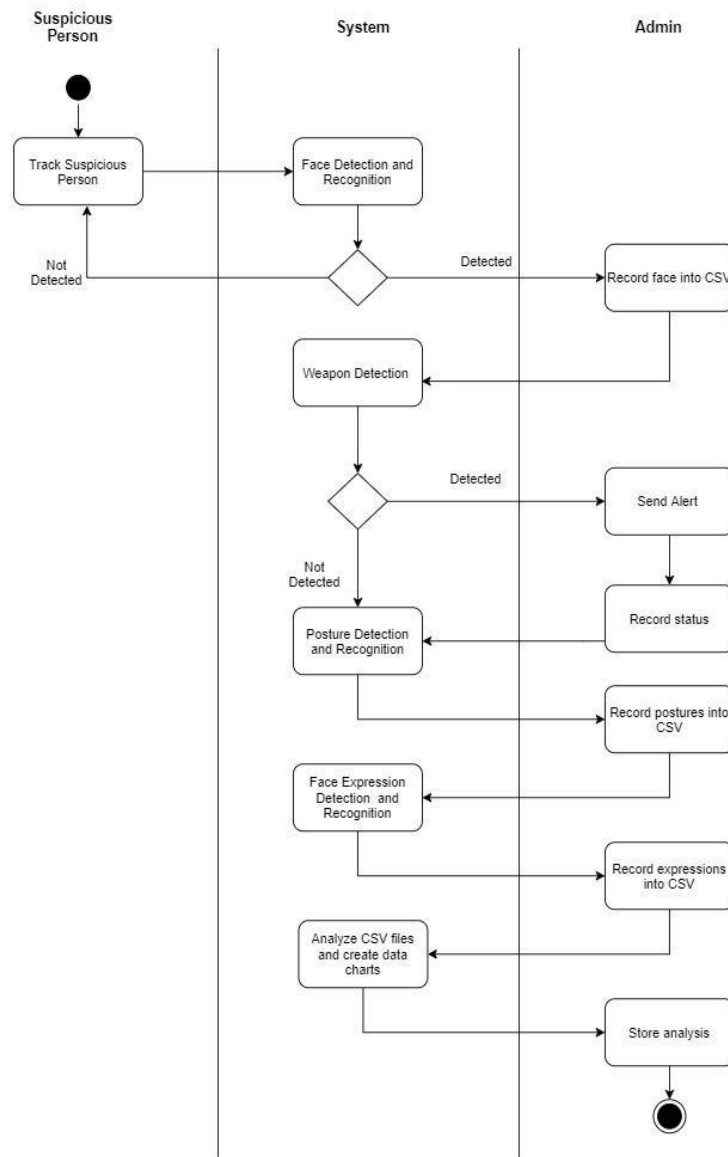 Suspicious
Person
System
Admin
Track Suspicious
Person
Face Detection and
Recognition
Not
Detected
Detected
Record face into CSV
Weapon Detection
Detected
Send Alert
Not
Detected
Record status
Posture Detection
and Recognition
Record postures into
CSV
Face Expression
Detection and
Recognition
Record expressions
into CSV
Analyze CSV files
and create data
charts
Store analysis